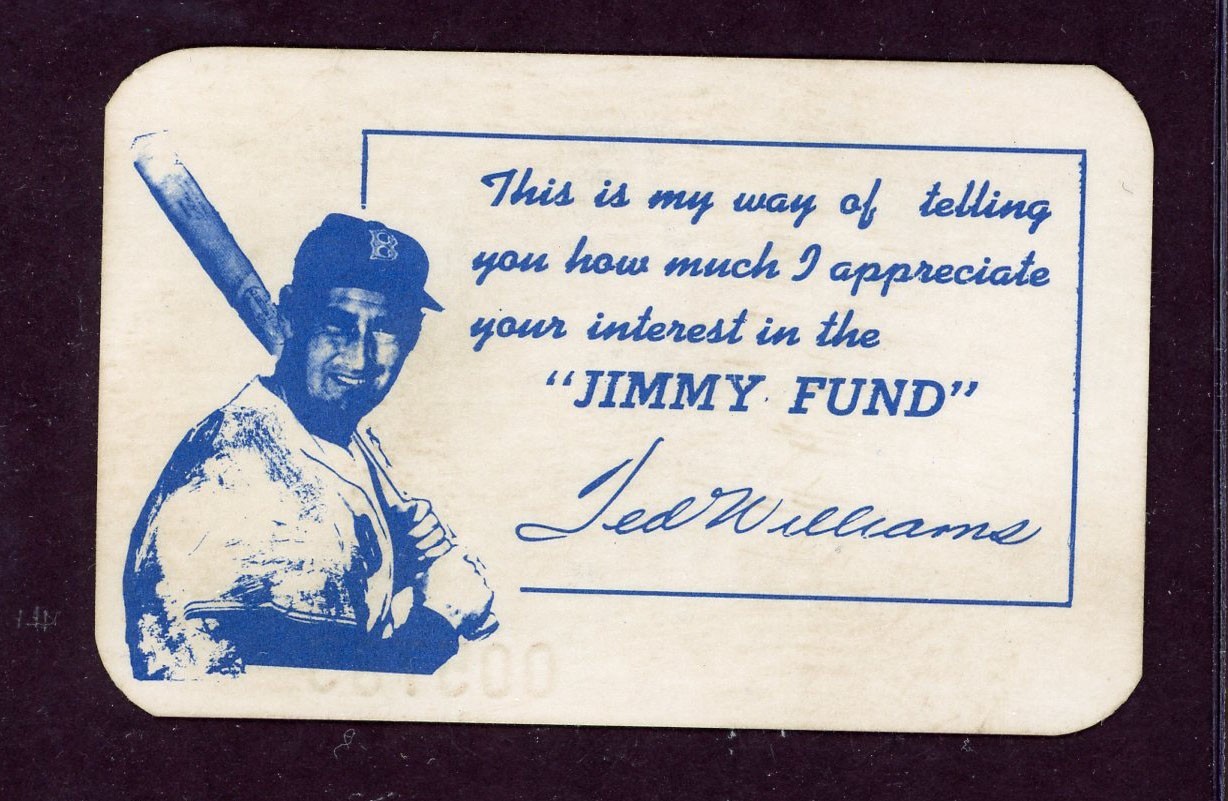 B
This is my way of telling
you how much I appreciate
your interest in the
“JIMMY FUND”
Ted Williams